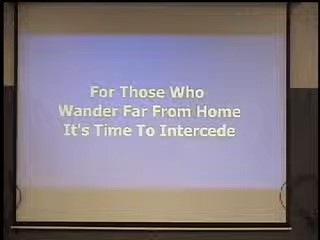 For Those Who
Wander Far From Home
It's Time To Intercede